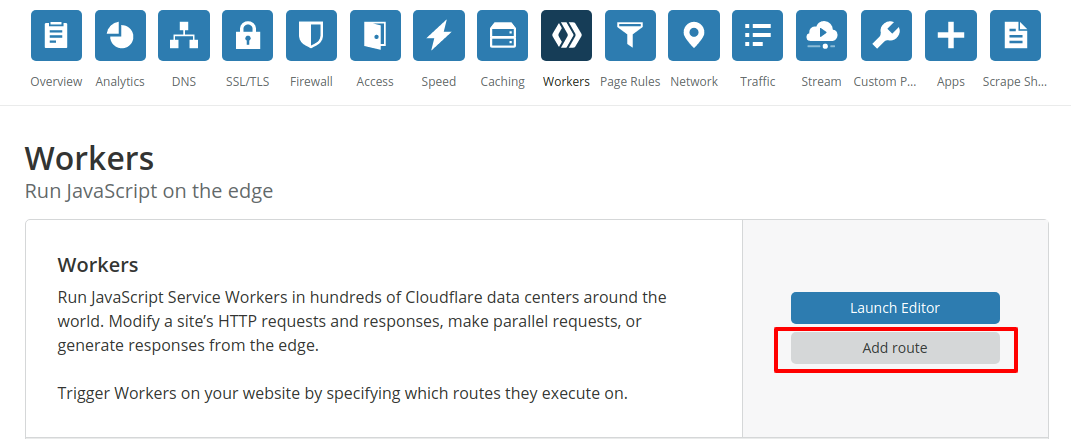 Overview Analytics DNS SSL/TLS Firewall Access Speed Caching Workers Page Rules Network Traffic Stream Custom P... Apps Scrape Sh...
Workers
Run JavaScript on the edge
Workers
Run JavaScript Service Workers in hundreds of Cloudflare data centers around the
world. Modify a site’s HTTP requests and responses, make parallel requests, or
generate responses from the edge.
Trigger Workers on your website by specifying which routes they execute on.
Launch Editor
Add route